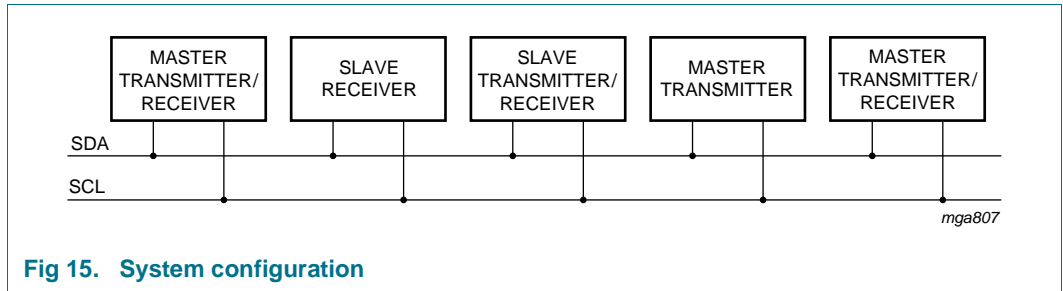 MASTER
TRANSMITTER/
RECEIVER
SLAVE
RECEIVER
SLAVE
TRANSMITTER/
RECEIVER
MASTER
TRANSMITTER
MASTER
TRANSMITTER/
RECEIVER
SDA
SCL
mga807
Fig 15. System configuration